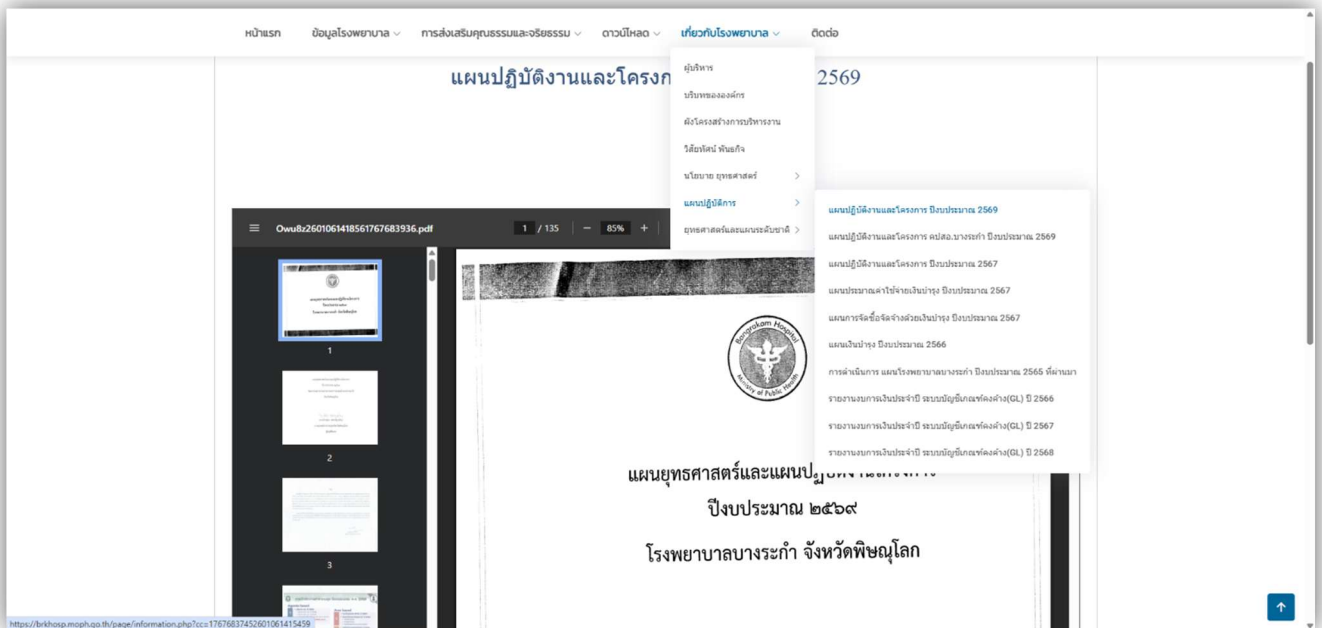 หน้าแรก ข้อมูลโรงพยาบาล การส่งเสริมคุณธรรมและจริยธรรม ดาวน์โหลด เกี่ยวกับโรงพยาบาล ติดต่อ
แผนปฏิบัติงานและโครงก 2569
ผู้บริหาร
บริบทขององค์กร
ผังโครงสร้างการบริหารงาน
วิสัยทัศน์ พันธกิจ
นโยบาย ยุทธศาสตร์
แผนปฏิบัติการ
ยุทธศาสตร์และแผนระดับชาติ
แผนปฏิบัติงานและโครงการ ปีงบประมาณ 2569
แผนปฏิบัติงานและโครงการ คปสอ.บางระกำ ปีงบประมาณ 2569
แผนปฏิบัติงานและโครงการ ปีงบประมาณ 2567
แผนประมาณค่าใช้จ่ายเงินบำรุง ปีงบประมาณ 2567
แผนการจัดซื้อจัดจ้างด้วยเงินบำรุง ปีงบประมาณ 2567
แผนเงินบำรุง ปีงบประมาณ 2566
การดำเนินการ แผนโรงพยาบาลบางระกำ ปีงบประมาณ 2565 ที่ผ่านมา
รายงานงบการเงินประจำปี ระบบบัญชีเกณฑ์คงค้าง(GL) ปี 2566
รายงานงบการเงินประจำปี ระบบบัญชีเกณฑ์คงค้าง(GL) ปี 2567
รายงานงบการเงินประจำปี ระบบบัญชีเกณฑ์คงค้าง(GL) ปี 2568
Owu8z2601061418561767683936.pdf 1 / 135 85%
1
2
3
Bangrakam Hospital
Ministry of Public Health
แผนยุทธศาสตร์และแผนปฏิบัติงานโครงการ
ปีงบประมาณ ๒๕๖๙
โรงพยาบาลบางระกำ จังหวัดพิษณุโลก
https://brkhosp.moph.go.th/page/information.php?cc=17676837452601061415459